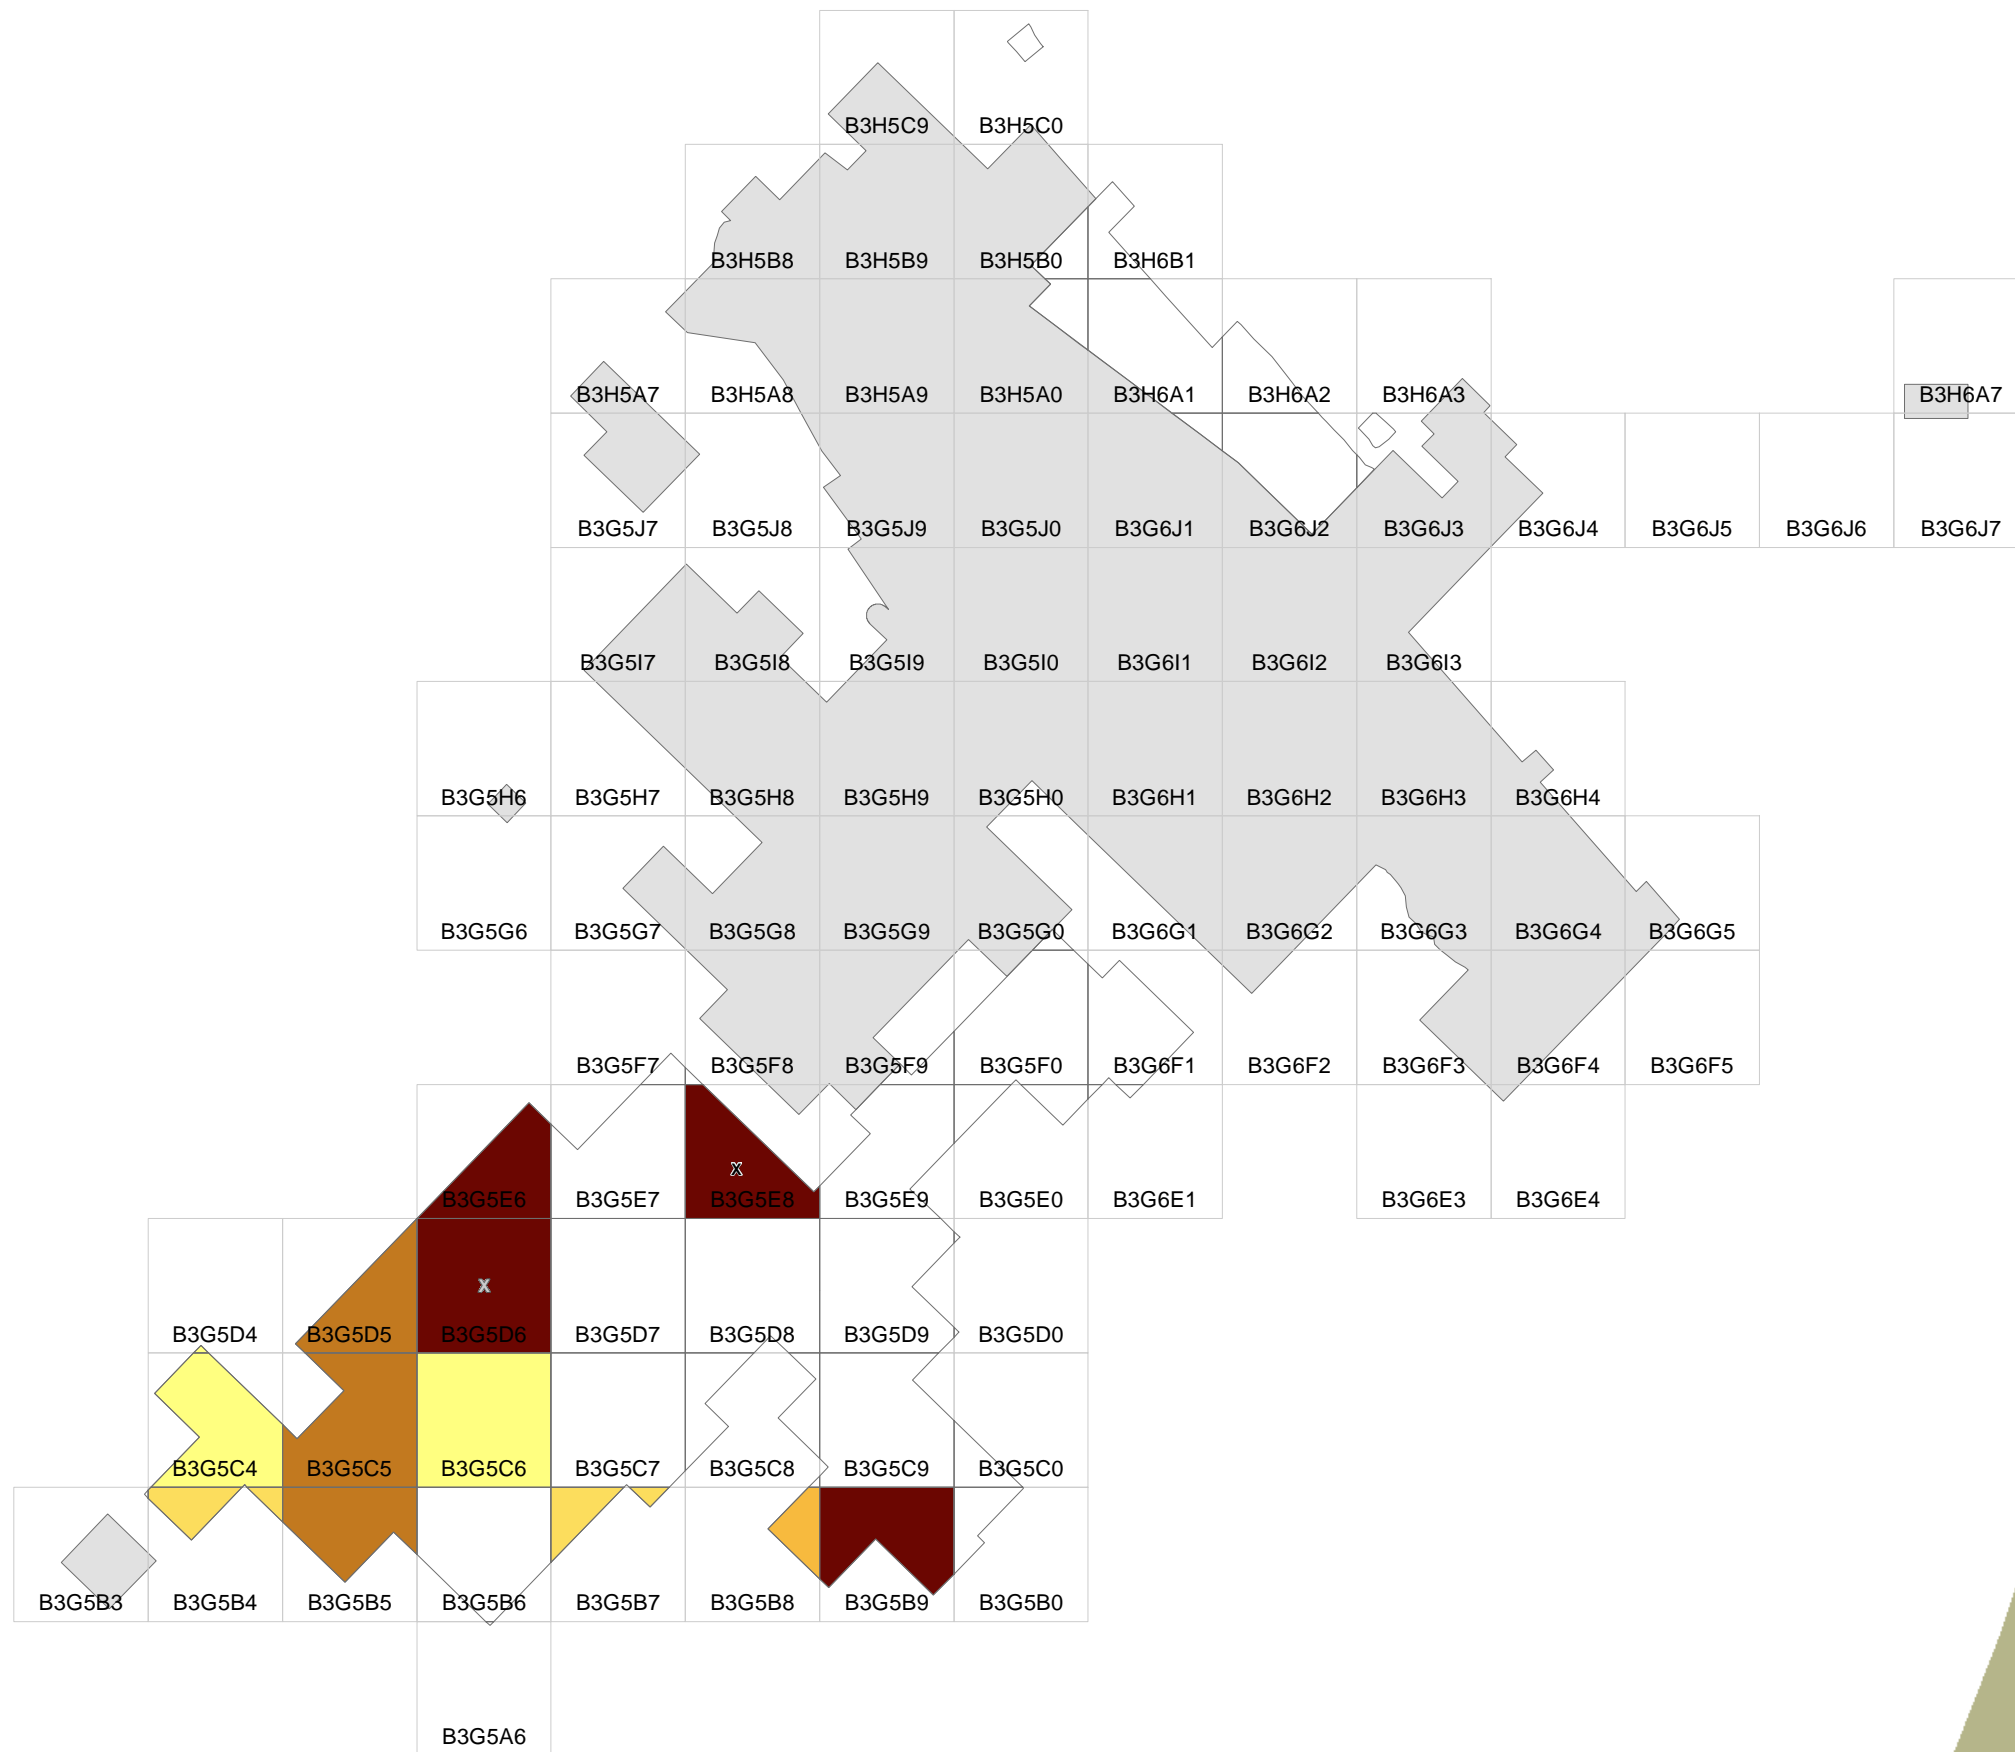 B3H5C9 B3H5C0
B3H5B8 B3H5B9 B3H5B0 B3H6B1
B3H5A7 B3H5A8 B3H5A9 B3H5A0 B3H6A1 B3H6A2 B3H6A3 B3H6A7
B3G5J7 B3G5J8 B3G5J9 B3G5J0 B3G6J1 B3G6J2 B3G6J3 B3G6J4 B3G6J5 B3G6J6 B3G6J7
B3G5I7 B3G5I8 B3G5I9 B3G5I0 B3G6I1 B3G6I2 B3G6I3
B3G5H6 B3G5H7 B3G5H8 B3G5H9 B3G5H0 B3G6H1 B3G6H2 B3G6H3 B3G6H4
B3G5G6 B3G5G7 B3G5G8 B3G5G9 B3G5G0 B3G6G1 B3G6G2 B3G6G3 B3G6G4 B3G6G5
B3G5F7 B3G5F8 B3G5F9 B3G5F0 B3G6F1 B3G6F2 B3G6F3 B3G6F4 B3G6F5
x
B3G5E6 B3G5E7 B3G5E8 B3G5E9 B3G5E0 B3G6E1 B3G6E3 B3G6E4
x
B3G5D4 B3G5D5 B3G5D6 B3G5D7 B3G5D8 B3G5D9 B3G5D0
B3G5C4 B3G5C5 B3G5C6 B3G5C7 B3G5C8 B3G5C9 B3G5C0
B3G5B3 B3G5B4 B3G5B5 B3G5B6 B3G5B7 B3G5B8 B3G5B9 B3G5B0
B3G5A6